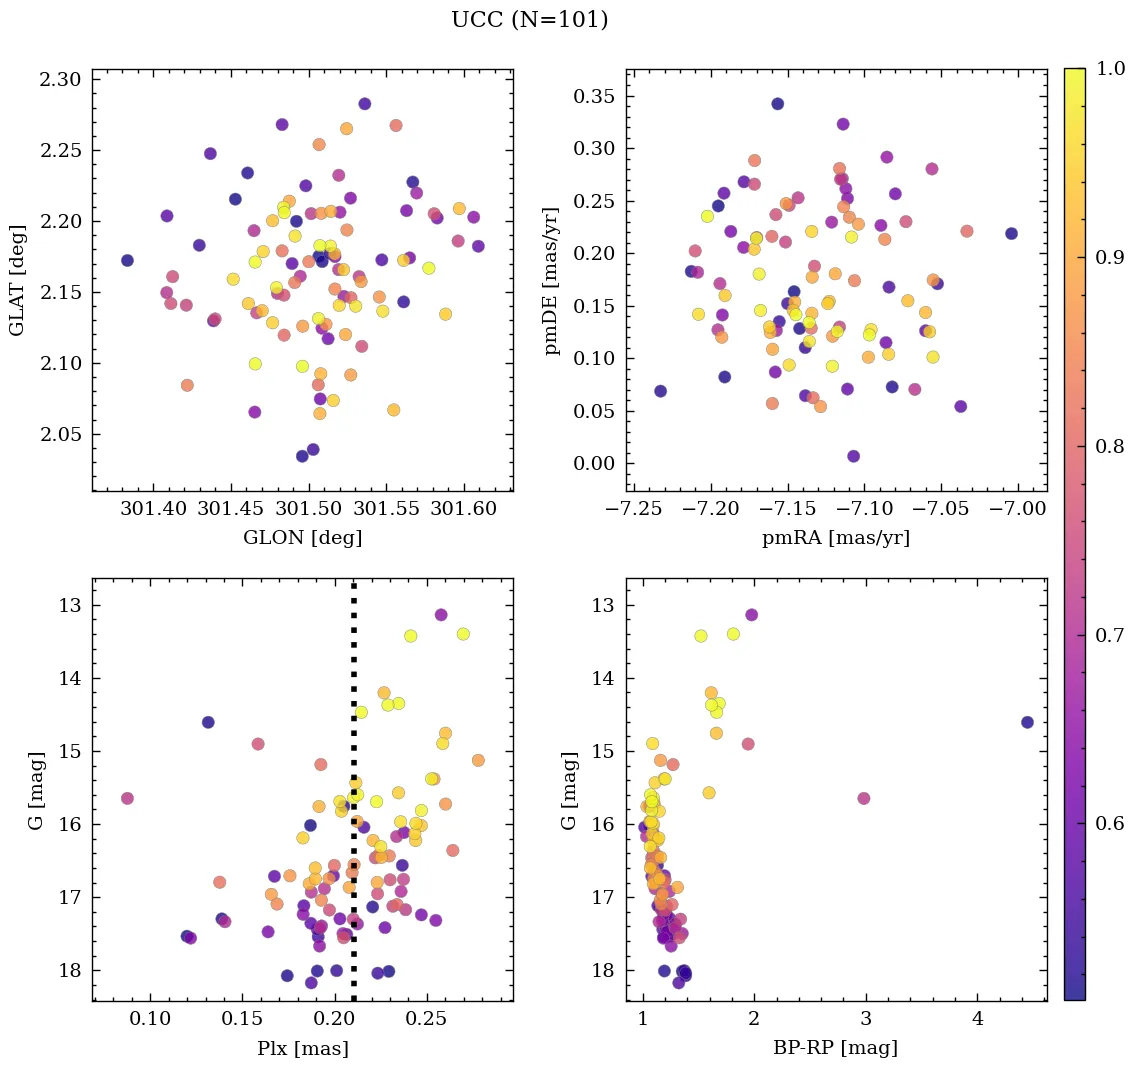 UCC (N=101)
2.30
2.25
2.20
2.15
2.10
2.05
GLAT [deg]
301.40 301.45 301.50 301.55 301.60
GLON [deg]
0.35
0.30
0.25
0.20
0.15
0.10
0.05
0.00
pmDE [mas/yr]
−7.25 −7.20 −7.15 −7.10 −7.05 −7.00
pmRA [mas/yr]
1.0
0.9
0.8
0.7
0.6
13
14
15
16
17
18
G [mag]
0.10 0.15 0.20 0.25
Plx [mas]
13
14
15
16
17
18
G [mag]
1 2 3 4
BP-RP [mag]